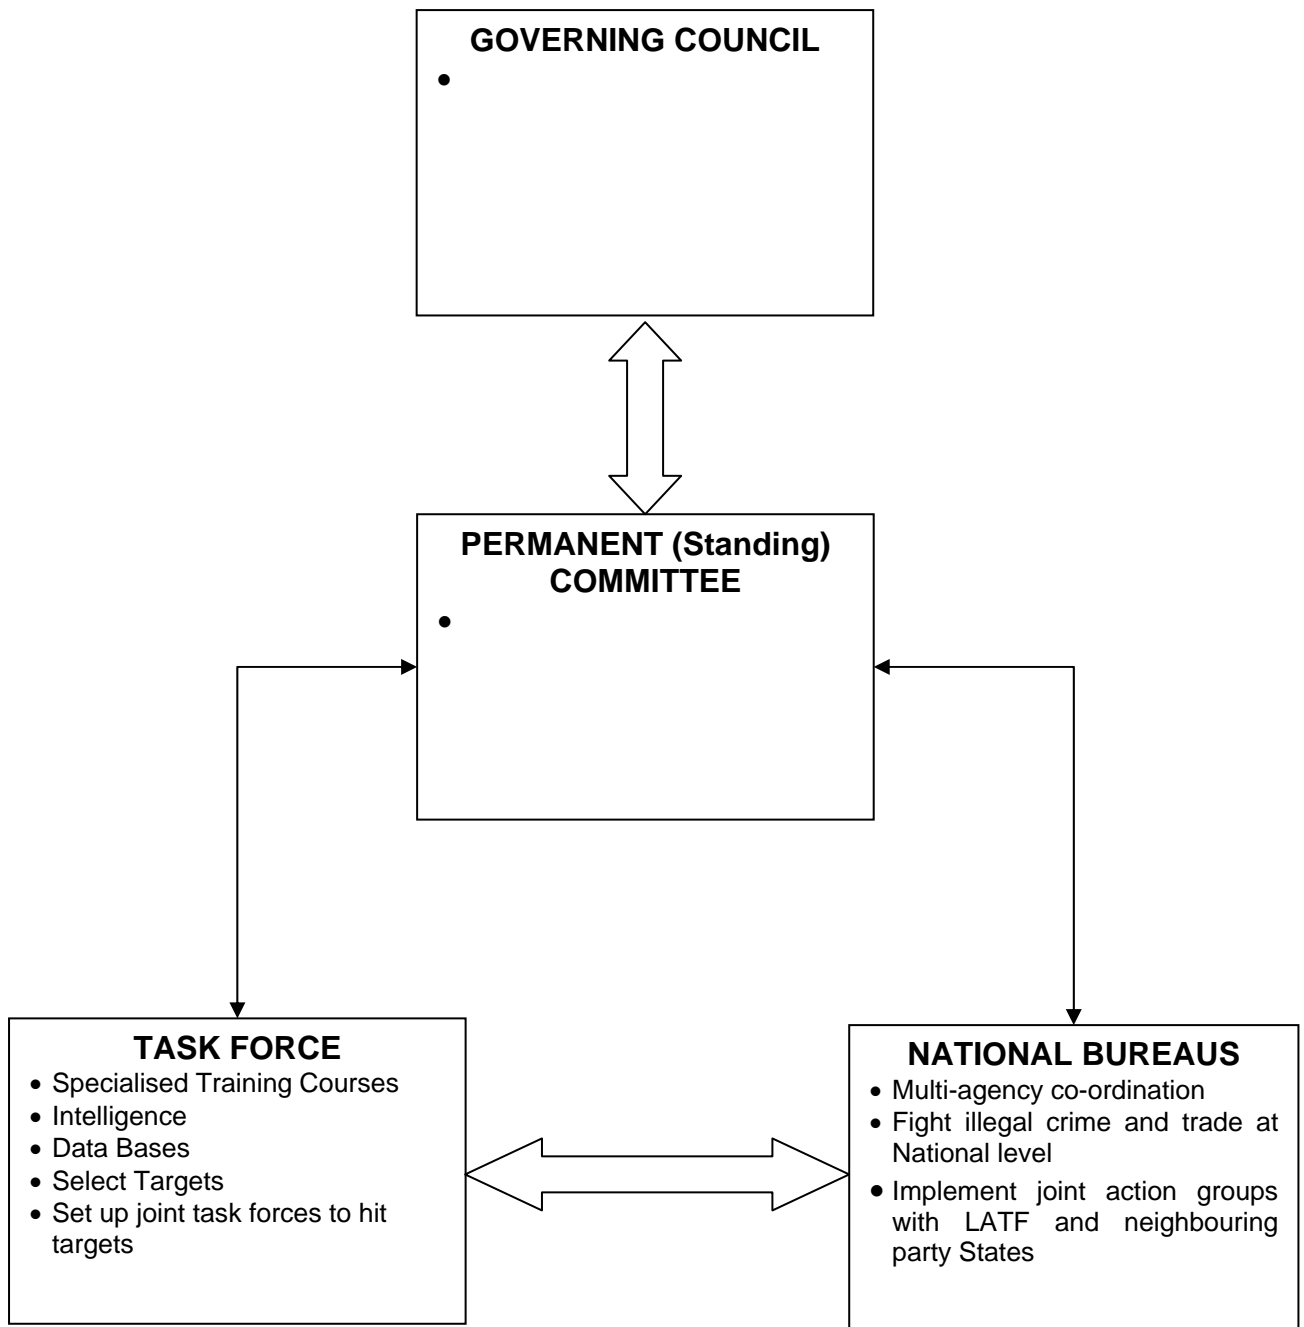 GOVERNING COUNCIL
•
PERMANENT (Standing)
COMMITTEE
•
TASK FORCE
• Specialised Training Courses
• Intelligence
• Data Bases
• Select Targets
• Set up joint task forces to hit
targets
NATIONAL BUREAUS
• Multi-agency co-ordination
• Fight illegal crime and trade at
National level
• Implement joint action groups
with LATF and neighbouring
party States